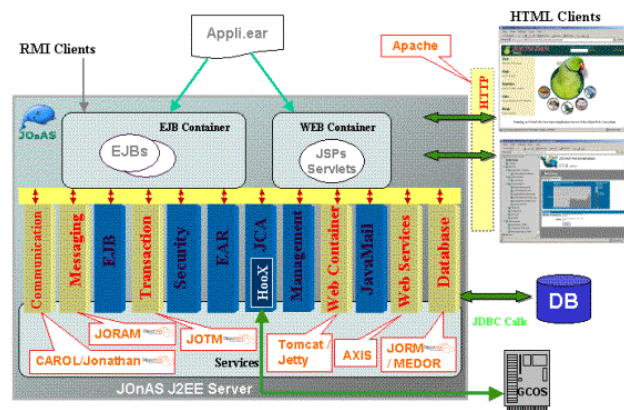 Appli.ear
HTML Clients
RMI Clients
Apache
HTTP
JOnAS
EJB Container
WEB Container
EJBs
JSPs
Servlets
Communication
Messaging
EJB
Transaction
Security
EAR
HooX
JCA
Management
Web Container
JavaMail
Web Services
Database
DB
JDBC Calls
JORAM
JOTM
CAROL/Jonathan
Services
Tomcat /
Jetty
AXIS
JORM
/ MEDOR
JOnAS J2EE Server
GCOS